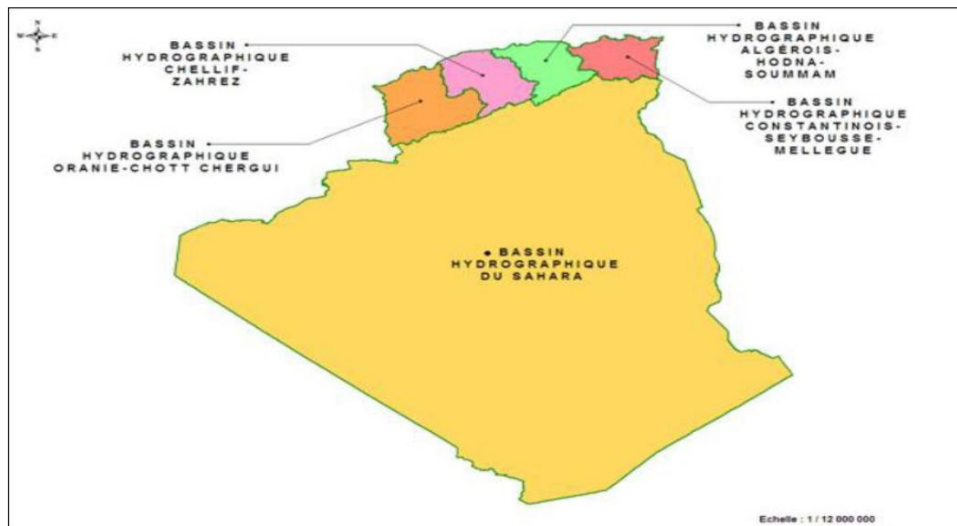 N
W E
S
BASSIN
HYDROGRAPHIQUE
CHELLIF-
ZAHREZ
BASSIN
HYDROGRAPHIQUE
ALGÉROIS-
HODNA-
SOUMMAM
BASSIN
HYDROGRAPHIQUE
CONSTANTINOIS-
SEYBOUSSE-
MELLEGUE
BASSIN
HYDROGRAPHIQUE
ORANIE-CHOTT CHERGUI
BASSIN
HYDROGRAPHIQUE
DU SAHARA
Echelle : 1 / 12 000 000